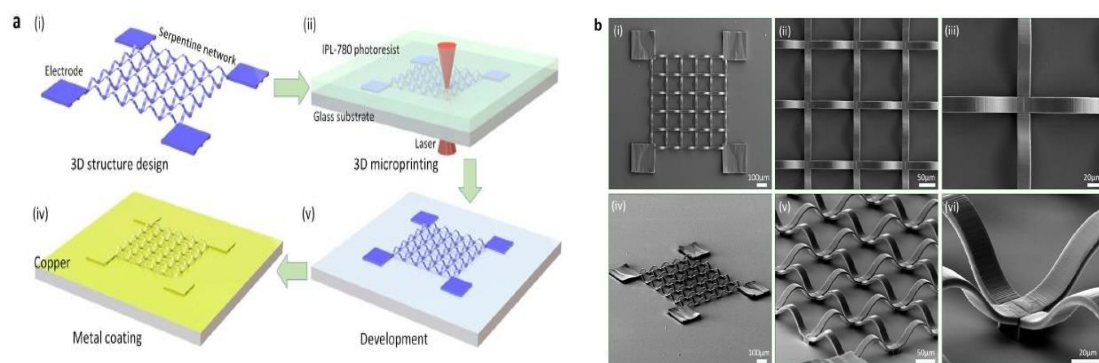 a
(i)
Serpentine network
Electrode
3D structure design
(ii)
IPL-780 photoresist
Glass substrate
Laser
3D microprinting
(iv)
Copper
Metal coating
(v)
Development
b
(i)
100μm
(ii)
50μm
(iii)
20μm
(iv)
100μm
(v)
50μm
(vi)
20μm